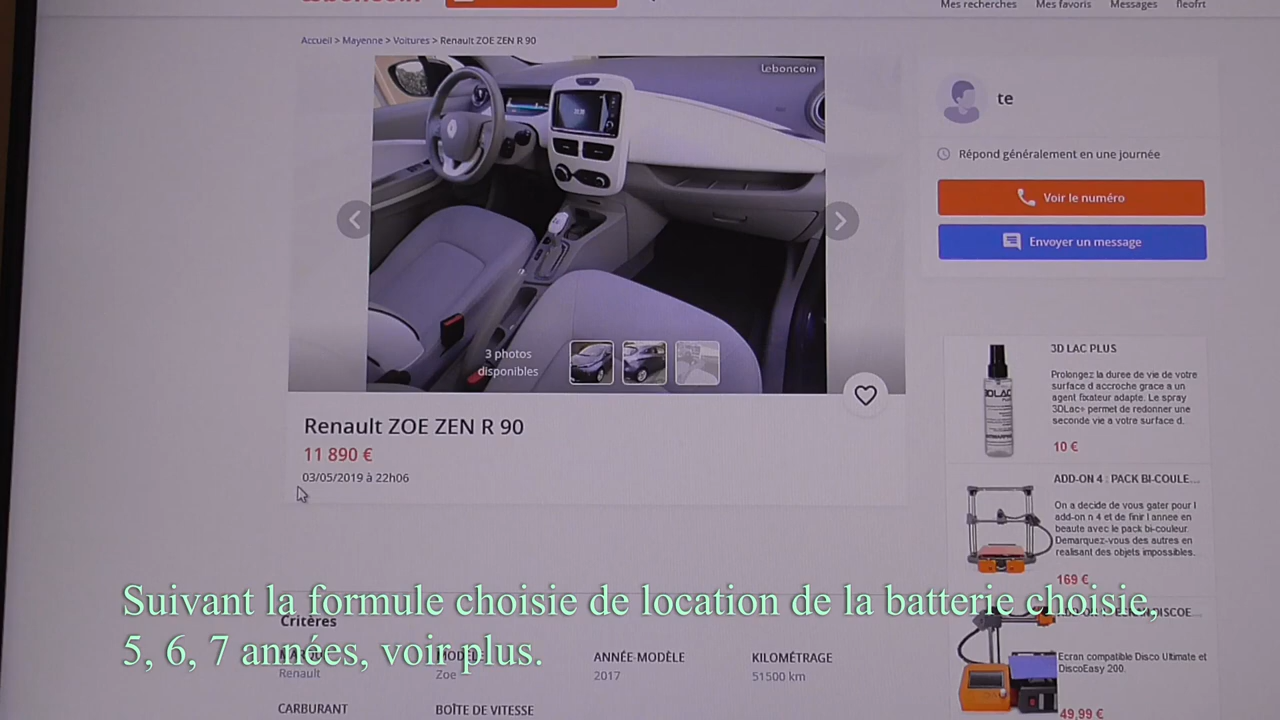 leboncoin
Mes recherches Mes favoris Messages fleofrt
Accueil > Mayenne > Voitures > Renault ZOE ZEN R 90
leboncoin
te
Répond généralement en une journée
Voir le numéro
Envoyer un message
3 photos
disponibles
Renault ZOE ZEN R 90
11 890 €
03/05/2019 à 22h06
3D LAC PLUS
Prolongez la duree de vie de votre
surface d accroche grace a un
agent fixateur adapte. Le spray
3DLac+ permet de redonner une
seconde vie a votre surface d.
10 €
ADD-ON 4 : PACK BI-COULE...
On a decide de vous gater pour l
add-on n 4 et de finir l annee en
beaute avec le pack bi-couleur.
Demarquez-vous des autres en
realisant des objets impossibles.
169 €
Ecran compatible Disco Ultimate et
DiscoEasy 200.
49,99 €
Suivant la formule choisie de location de la batterie choisie,
5, 6, 7 années, voir plus.
Critères
MODÈLE ANNÉE-MODÈLE KILOMÉTRAGE
Renault Zoe 2017 51500 km
CARBURANT BOÎTE DE VITESSE